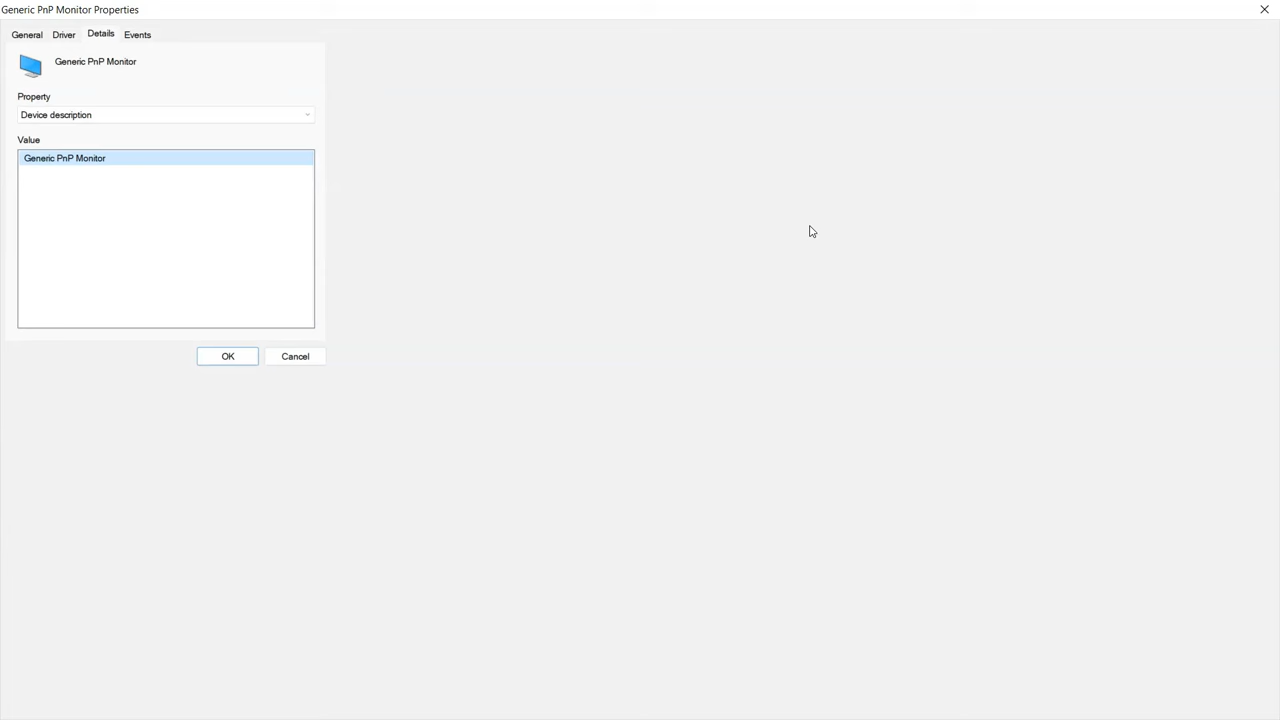 Generic PnP Monitor Properties
General Driver Details Events
Generic PnP Monitor
Property
Device description
Value
Generic PnP Monitor
OK Cancel